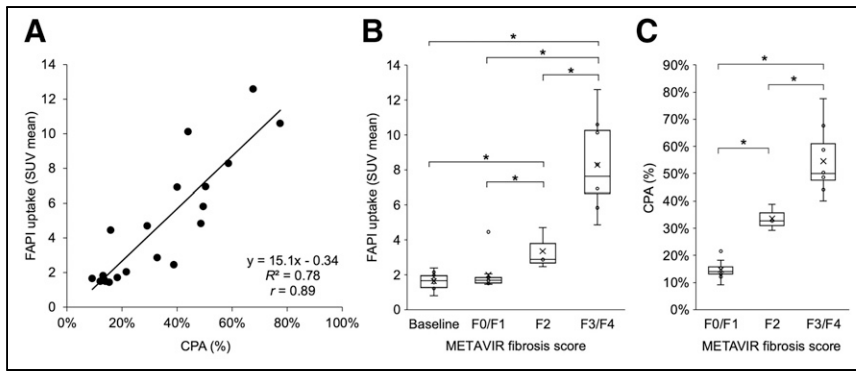 A
14
12
10
8
6
4
2
0
FAPI uptake (SUV mean)
0% 20% 40% 60% 80% 100%
CPA (%)
y = 15.1x - 0.34
R² = 0.78
r = 0.89
B
14
12
10
8
6
4
2
0
FAPI uptake (SUV mean)
* * * * *
Baseline F0/F1 F2 F3/F4
METAVIR fibrosis score
C
90%
80%
70%
60%
50%
40%
30%
20%
10%
0%
CPA (%)
* * *
F0/F1 F2 F3/F4
METAVIR fibrosis score